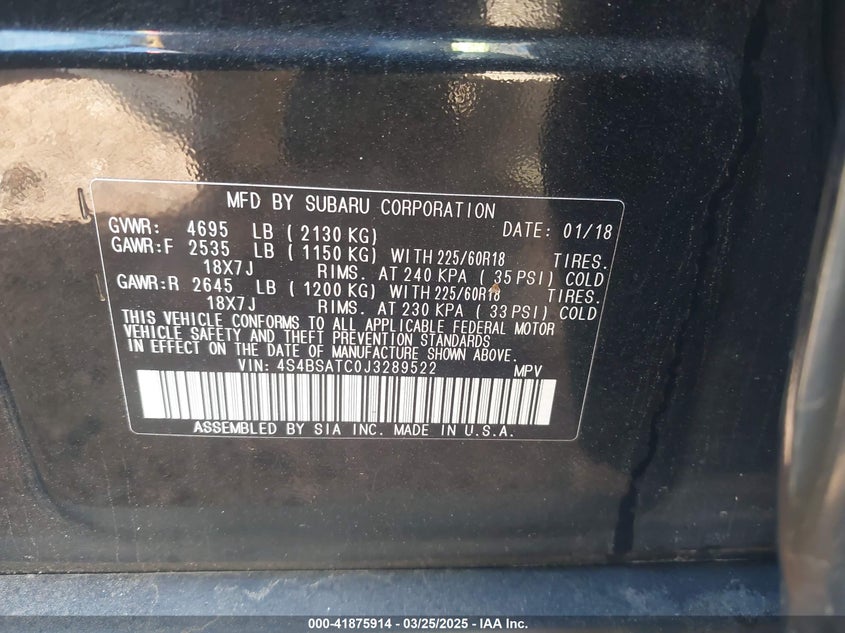 MFD BY SUBARU CORPORATION
GVWR: 4695 LB ( 2130 KG) DATE: 01/18
GAWR:F 2535 LB ( 1150 KG) WITH 225/60R18 TIRES.
18X7J RIMS. AT 240 KPA ( 35 PSI) COLD
GAWR:R 2645 LB ( 1200 KG) WITH 225/60R18 TIRES.
18X7J RIMS. AT 230 KPA ( 33 PSI) COLD
THIS VEHICLE CONFORMS TO ALL APPLICABLE FEDERAL MOTOR
VEHICLE SAFETY AND THEFT PREVENTION STANDARDS
IN EFFECT ON THE DATE OF MANUFACTURE SHOWN ABOVE.
VIN: 4S4BSATC0J3289522 MPV
ASSEMBLED BY SIA INC. MADE IN U.S.A.
000-41875914 - 03/25/2025 - IAA Inc.